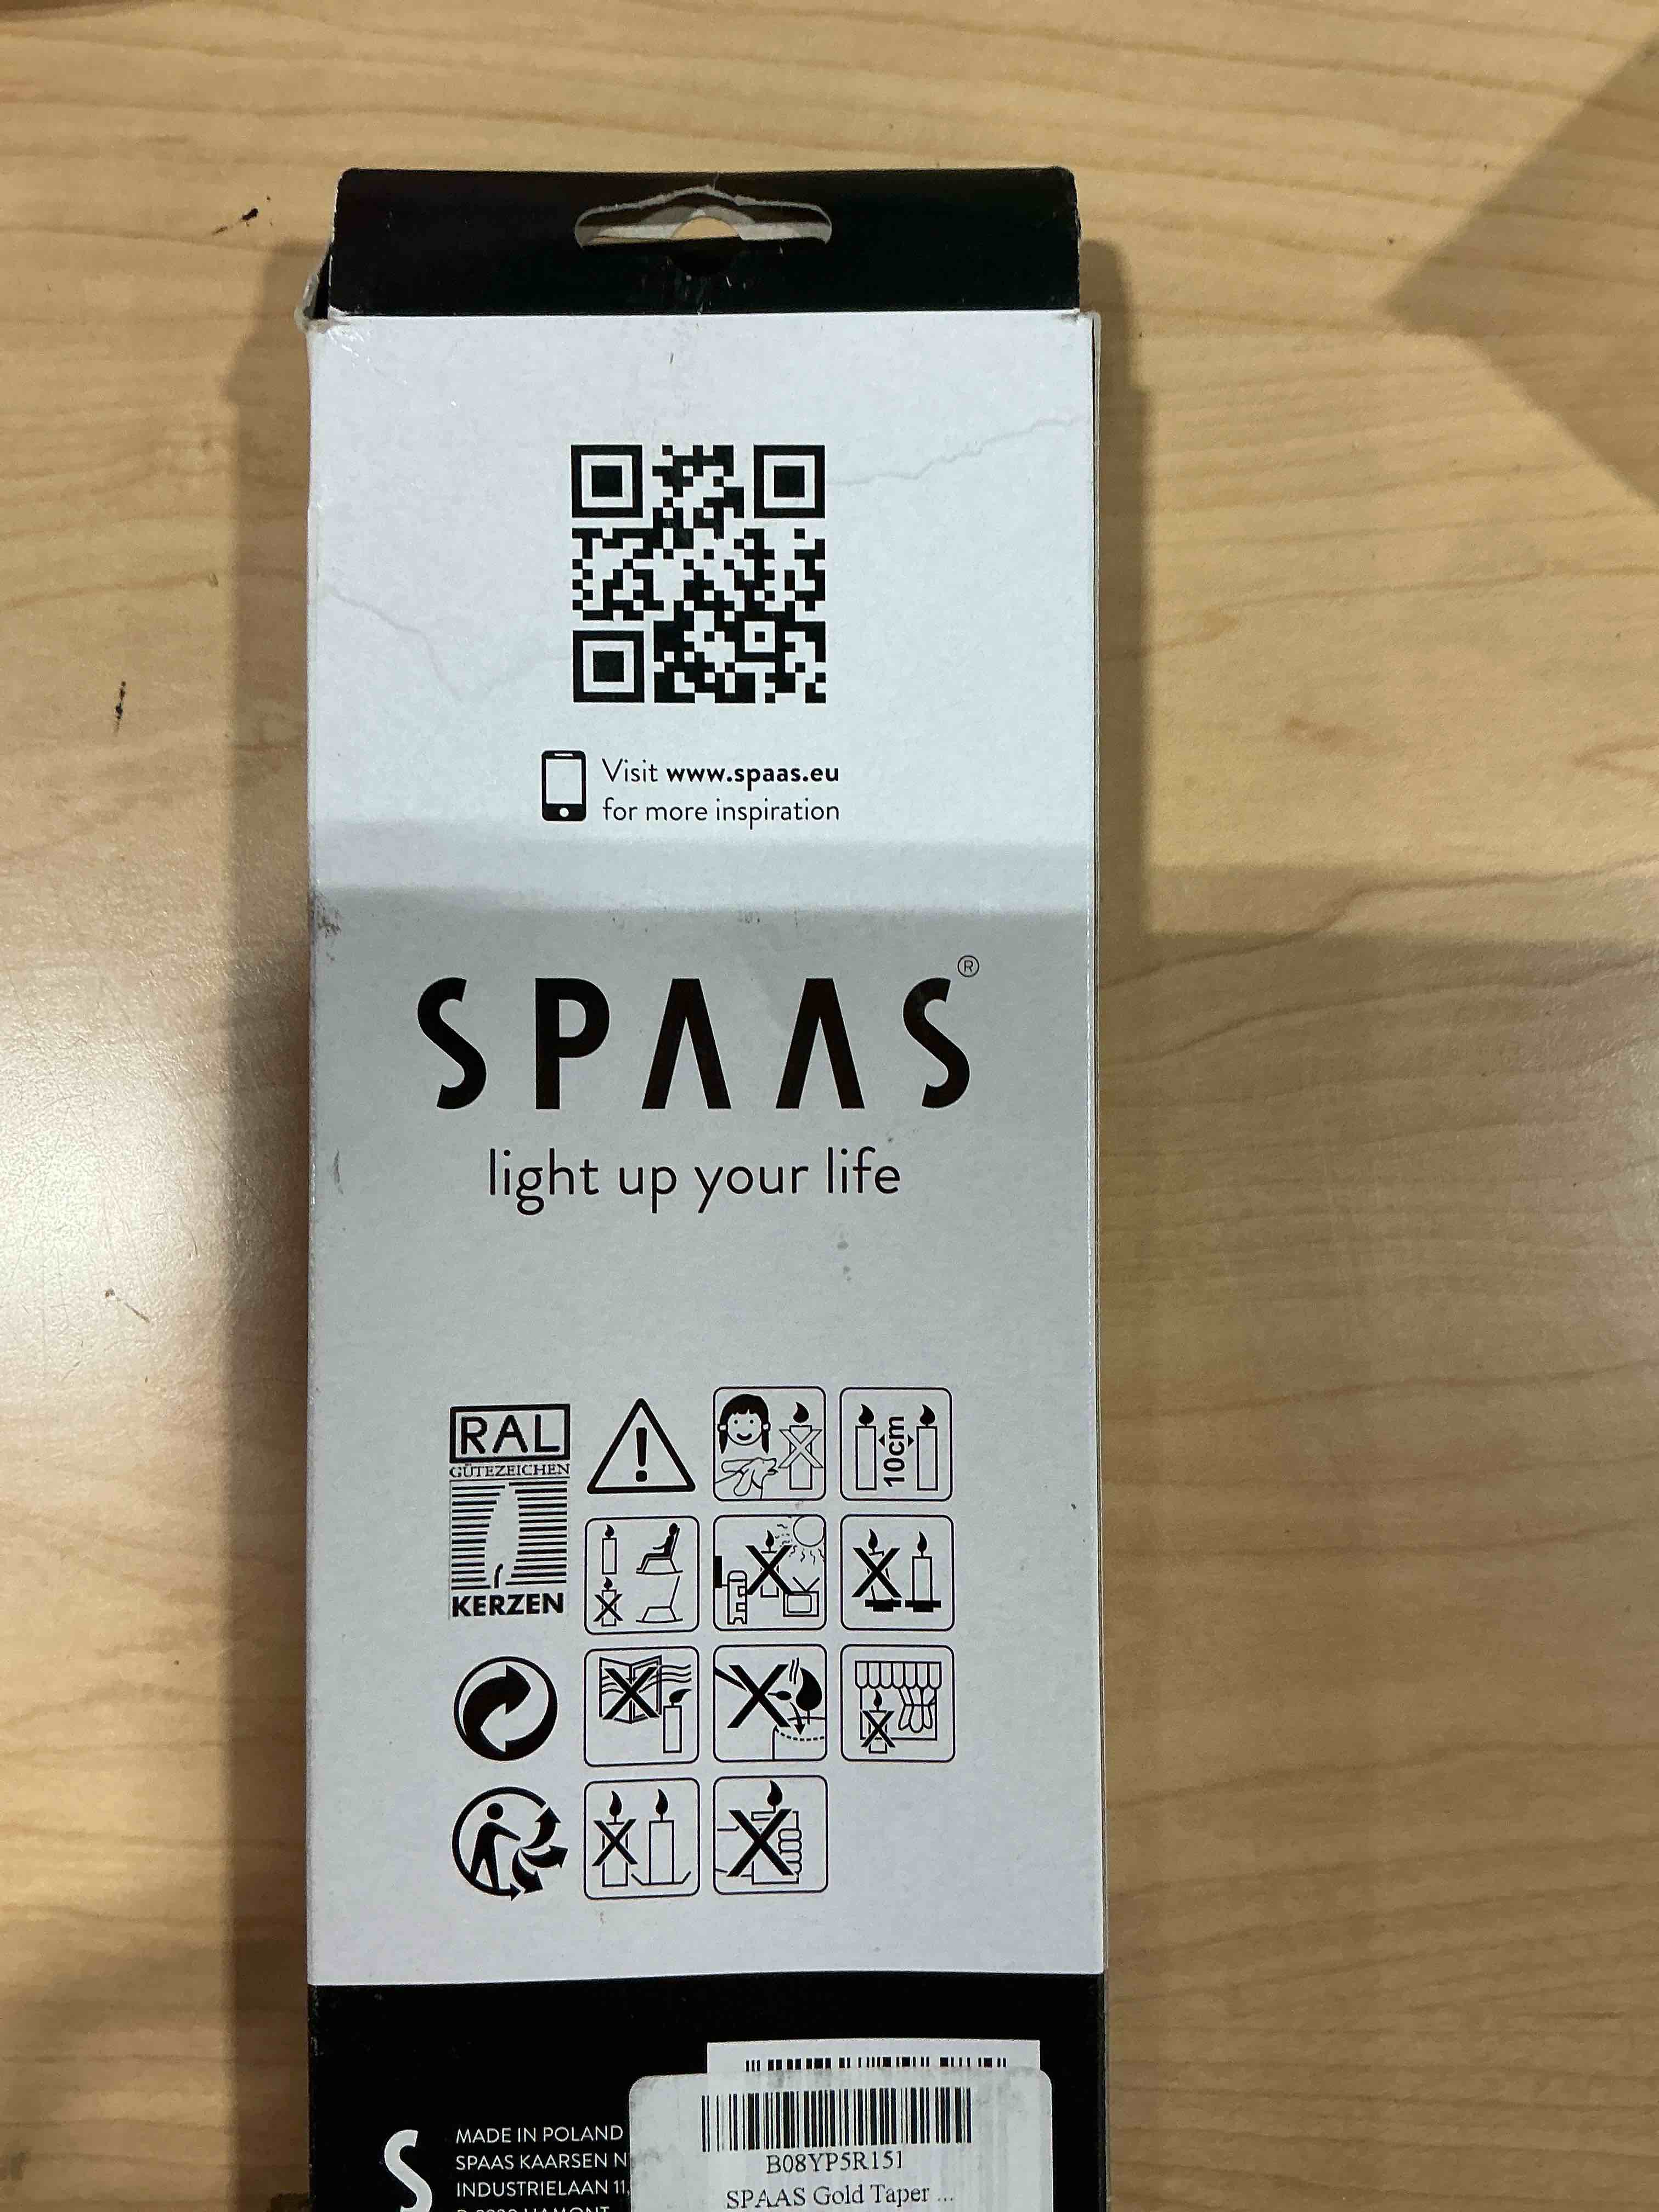 Visit www.spaas.eu
for more inspiration
SPAAS®
light up your life
RAL
GÜTEZEICHEN
KERZEN
10cm
MADE IN POLAND
SPAAS KAARSEN N
INDUSTRIELAAN 11,
HAMONT
B08YP5R151
SPAAS Gold Taper ...